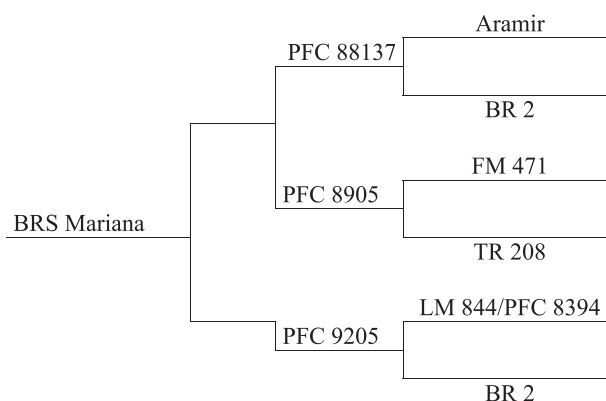 Aramir
PFC 88137
BR 2
FM 471
PFC 8905
TR 208
BRS Mariana
LM 844/PFC 8394
PFC 9205
BR 2